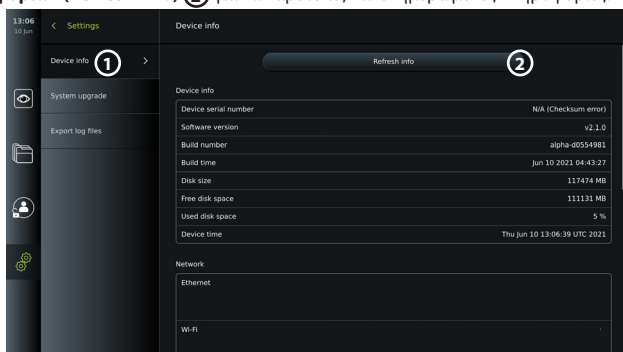 13:06
10 Jun
Settings
Device info
Device info
1
Refresh info
2
System upgrade
Export log files
Device info
Device serial number N/A (Checksum error)
Software version v2.1.0
Build number alpha-d0554981
Build time Jun 10 2021 04:43:27
Disk size 117474 MB
Free disk space 111131 MB
Used disk space 5 %
Device time Thu Jun 10 13:06:39 UTC 2021
Network
Ethernet
Wi-Fi